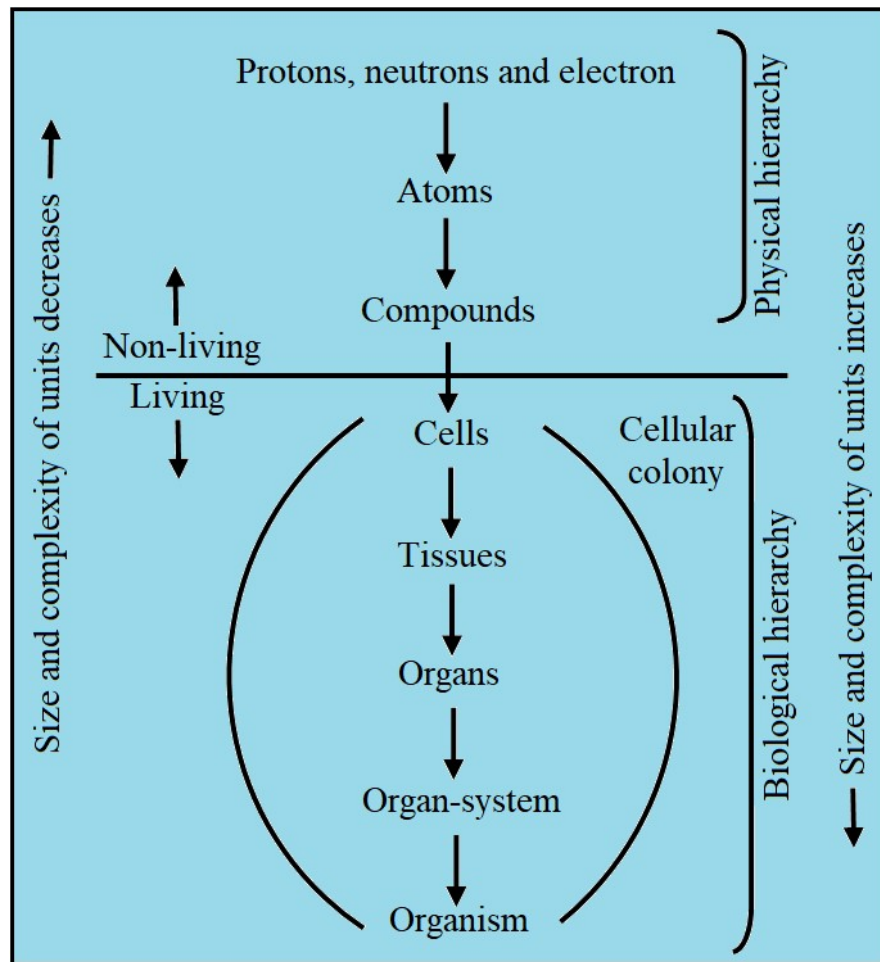 Protons, neutrons and electron
Atoms
Compounds
Physical hierarchy
Size and complexity of units decreases
Non-living
Living
Cells
Cellular
colony
Tissues
Organs
Organ-system
Organism
Biological hierarchy
Size and complexity of units increases